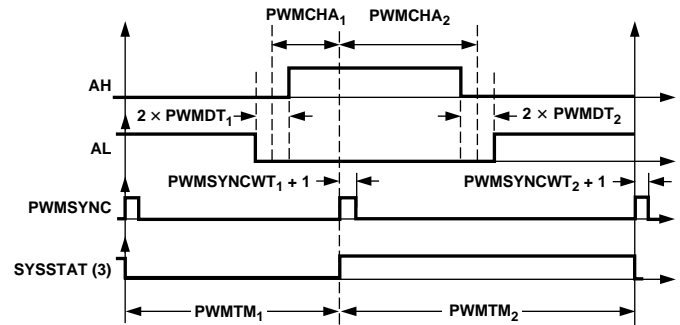 PWMCHA₁ PWMCHA₂
AH
2 × PWMDT₁ 2 × PWMDT₂
AL
PWMSYNCWT₁ + 1 PWMSYNCWT₂ + 1
PWMSYNC
SYSSTAT (3)
PWMTM₁ PWMTM₂